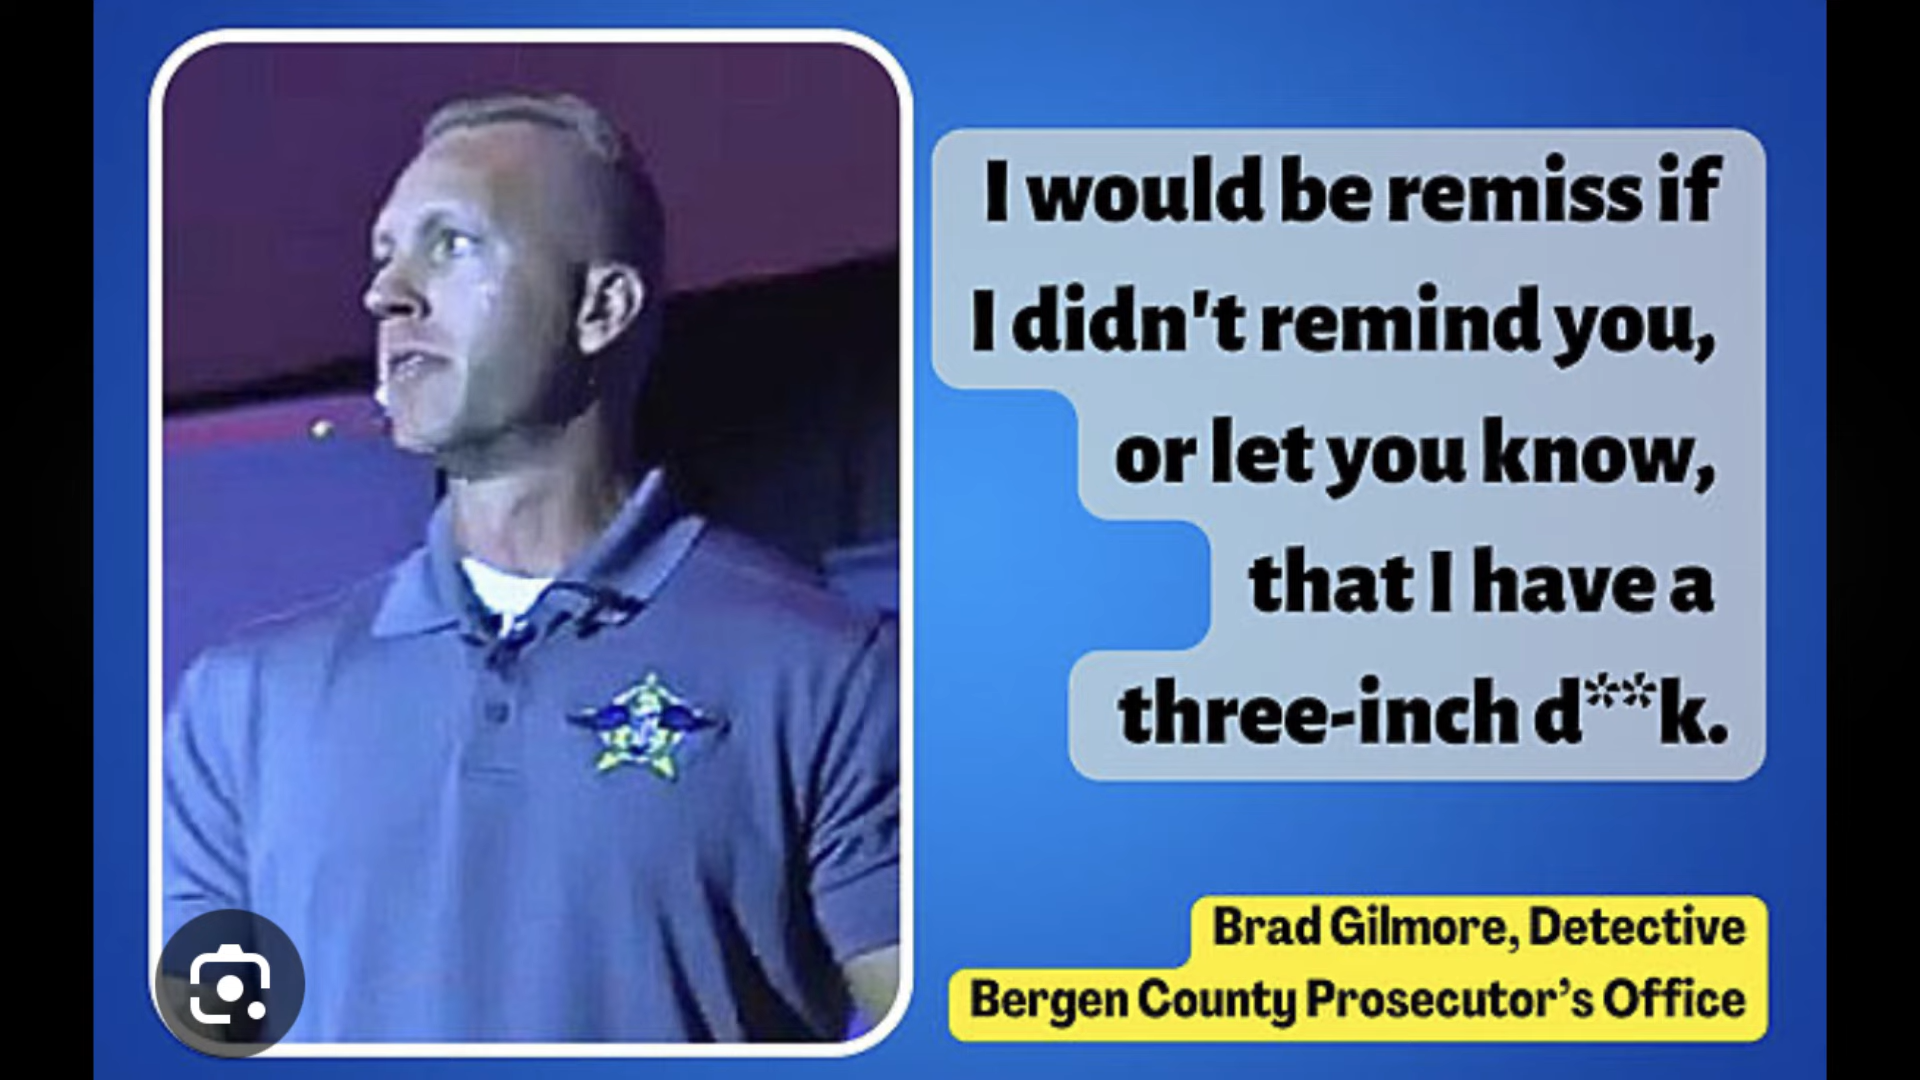 I would be remiss if
I didn't remind you,
or let you know,
that I have a
three-inch d**k.
Brad Gilmore, Detective
Bergen County Prosecutor's Office